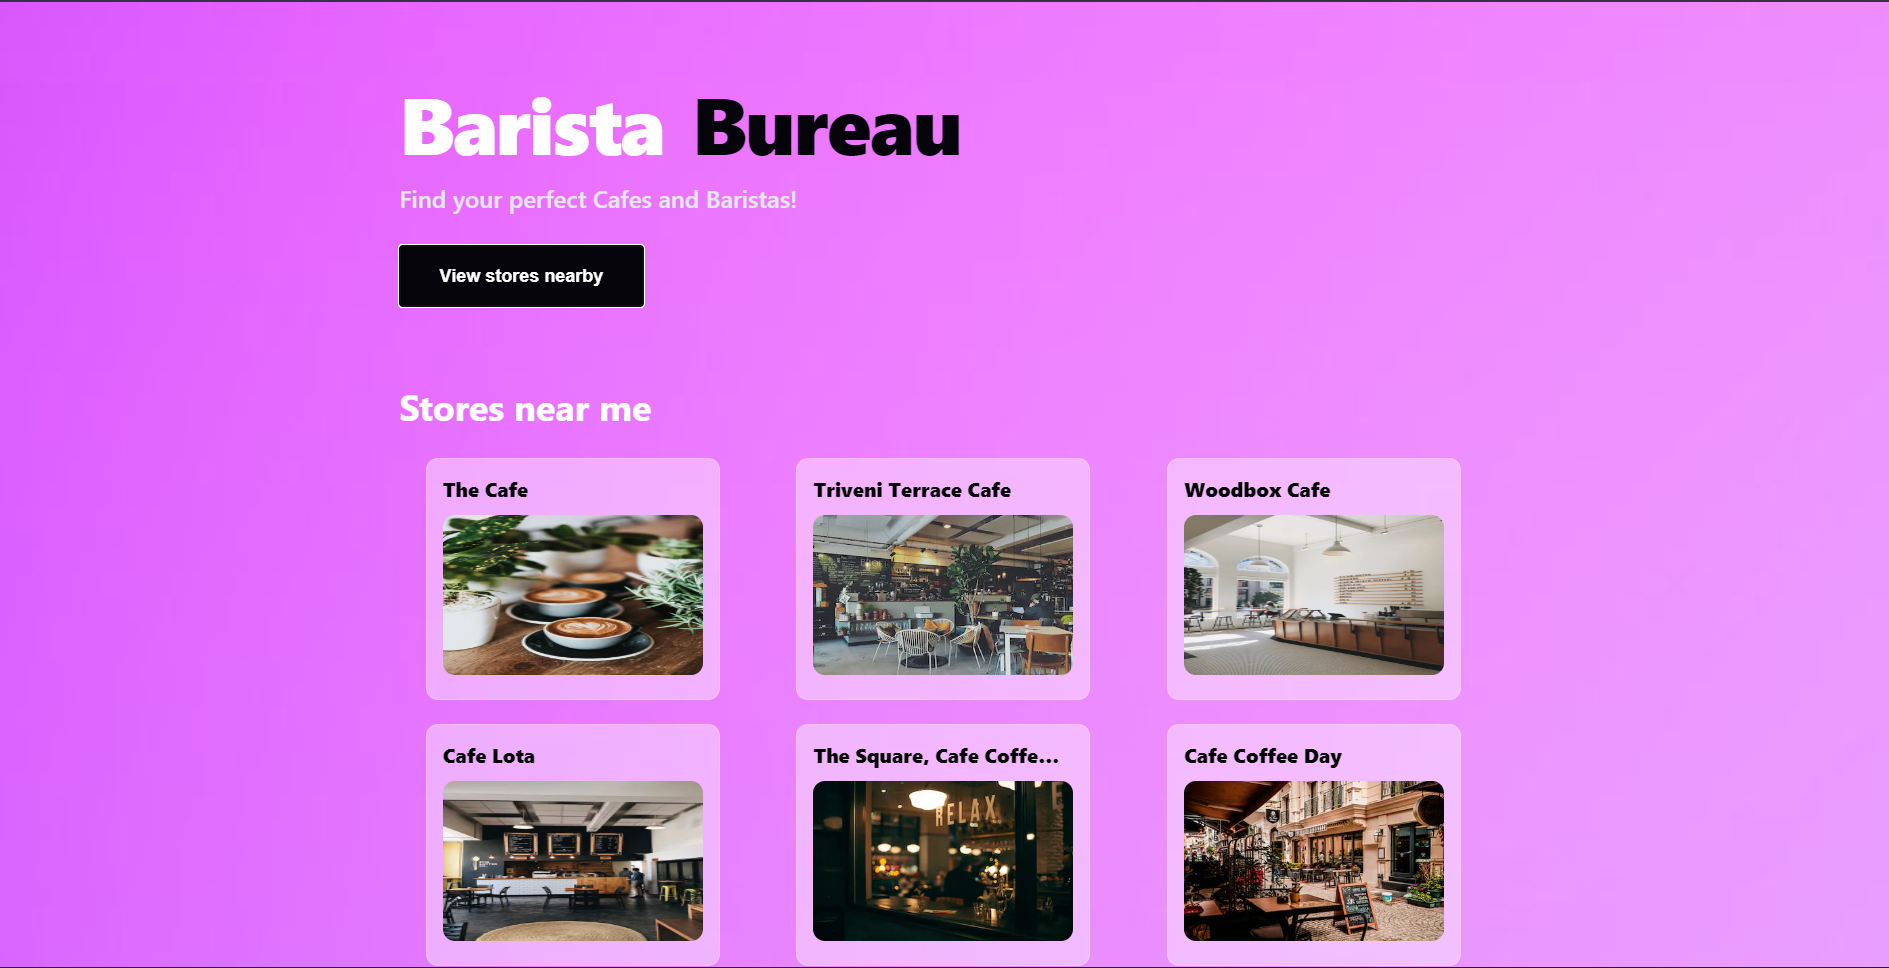 Barista Bureau
Find your perfect Cafes and Baristas!
View stores nearby
Stores near me
The Cafe
Triveni Terrace Cafe
Woodbox Cafe
Cafe Lota
The Square, Cafe Coffe...
RELAX
Cafe Coffee Day